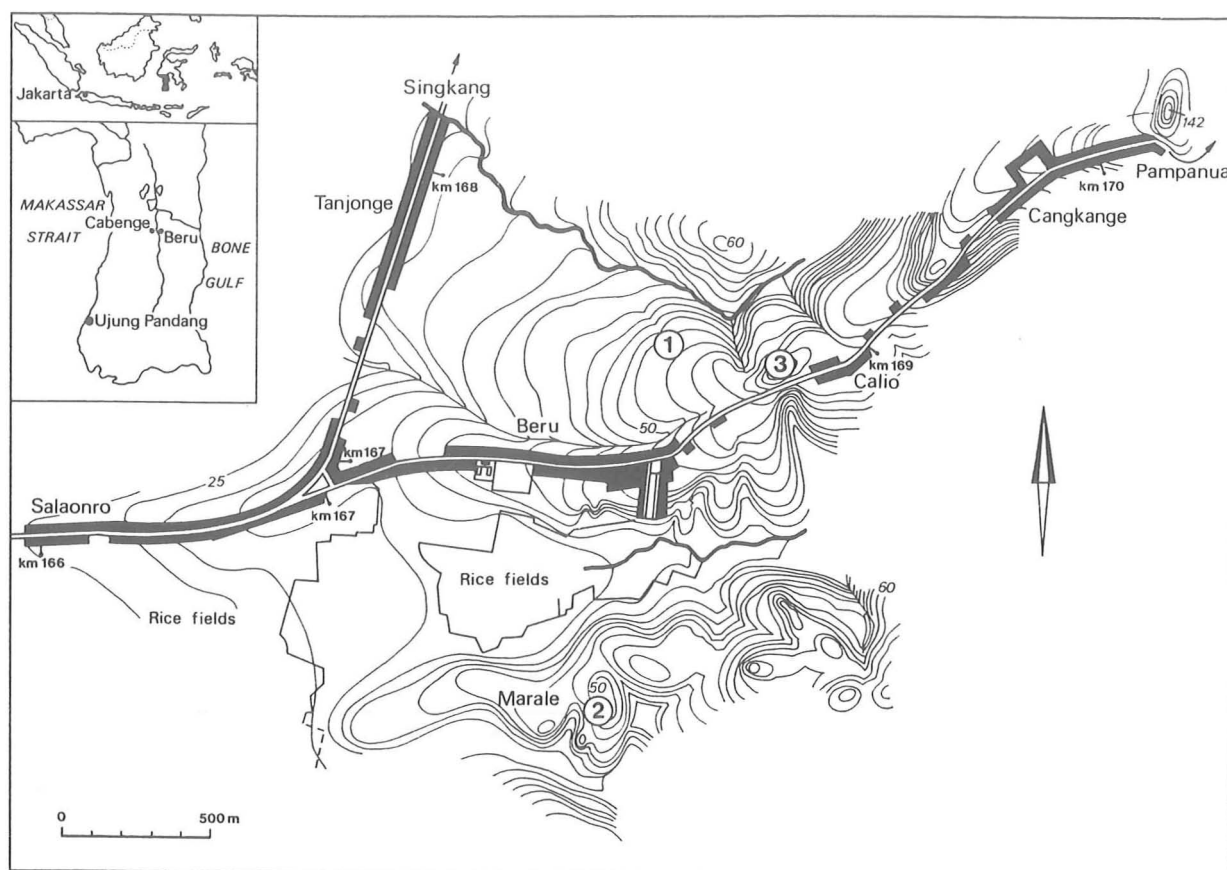 Jakarta
MAKASSAR
STRAIT
Cabenge
Beru
BONE
GULF
Ujung Pandang
Singkang
km 168
Tanjonge
60
142
km 170
Pampanua
Cangkange
1
3
km 169
Calio
Beru
50
km 167
25
Salaonro
km 167
km 166
Rice fields
Rice fields
60
Marale
50
2
0 500 m